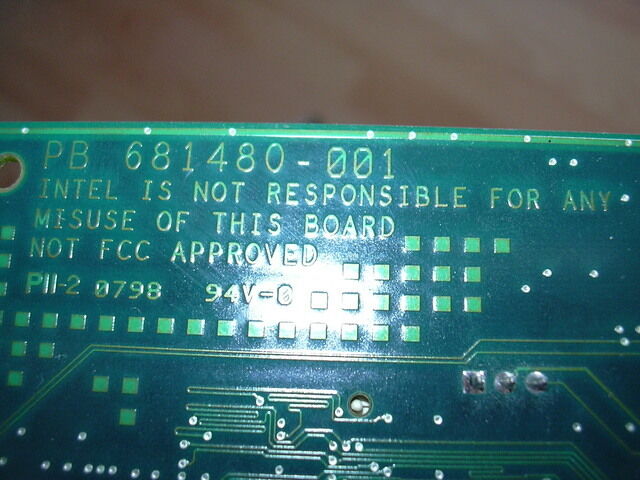 PB 681480-001
INTEL IS NOT RESPONSIBLE FOR ANY
MISUSE OF THIS BOARD
NOT FCC APPROVED
PII-2 0798 94V-0